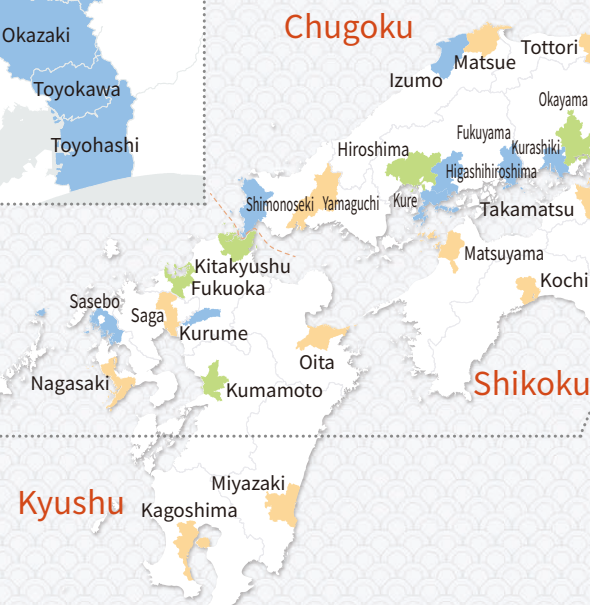 Okazaki
Toyokawa
Toyohashi
Chugoku
Tottori
Matsue
Izumo
Okayama
Fukuyama
Kurashiki
Hiroshima
Higashihiroshima
Shimonoseki
Yamaguchi
Kure
Takamatsu
Matsuyama
Kochi
Kitakyushu
Fukuoka
Sasebo
Saga
Kurume
Oita
Nagasaki
Kumamoto
Shikoku
Miyazaki
Kyushu
Kagoshima